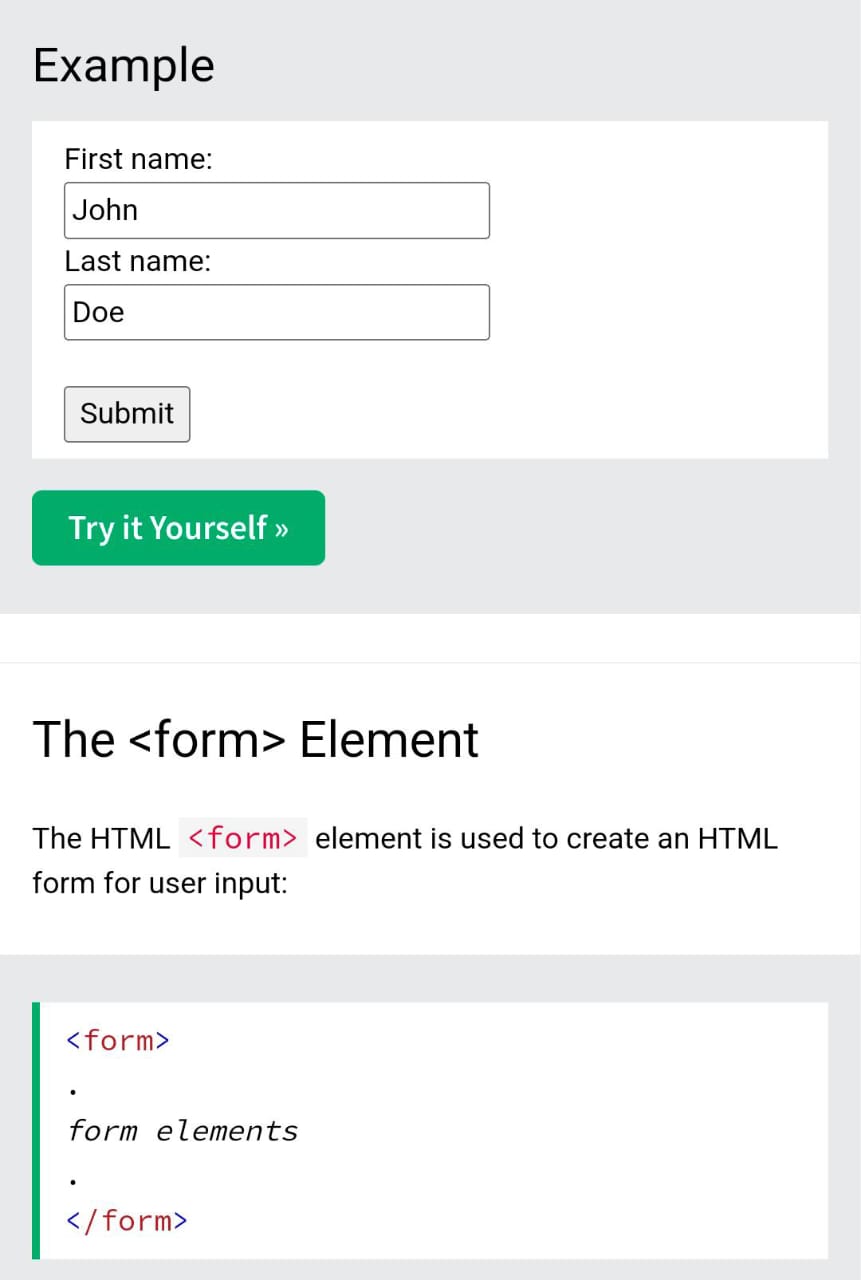 Example
First name:
John
Last name:
Doe
Submit
Try it Yourself »
The <form> Element
The HTML <form> element is used to create an HTML
form for user input:
<form>
.
form elements
.
</form>